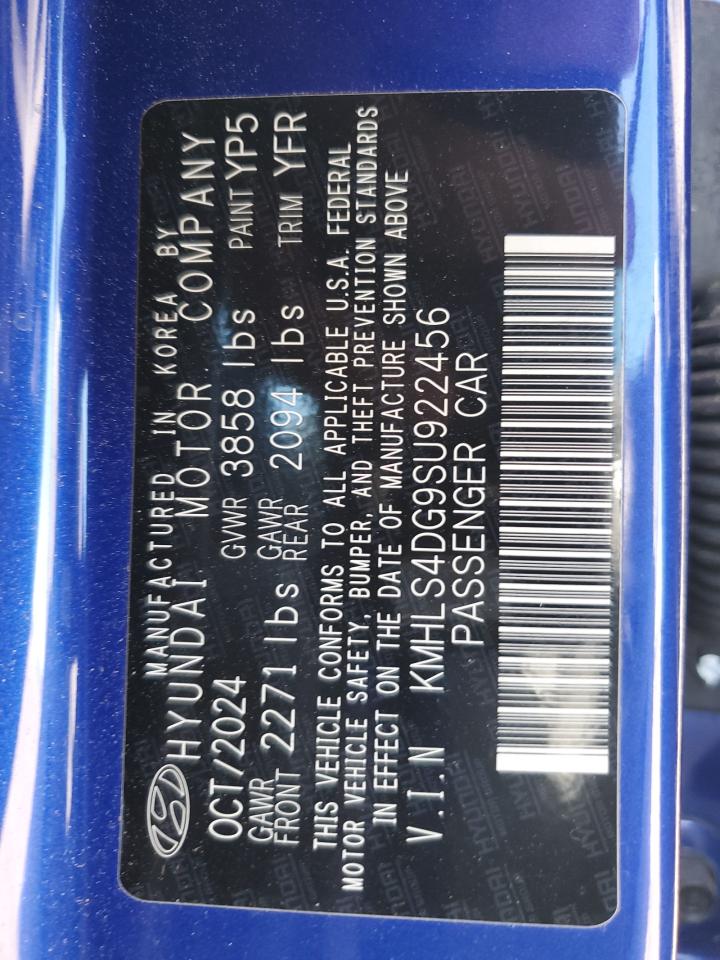 MANUFACTURED IN KOREA BY
HYUNDAI MOTOR COMPANY
OCT/2024 GVWR 3858 lbs PAINT YP5
GAWR FRONT 2271 lbs GAWR REAR 2094 lbs TRIM YFR
THIS VEHICLE CONFORMS TO ALL APPLICABLE U.S.A. FEDERAL
MOTOR VEHICLE SAFETY, BUMPER, AND THEFT PREVENTION STANDARDS
IN EFFECT ON THE DATE OF MANUFACTURE SHOWN ABOVE
V.I.N KMHLS4DG9SU922456
PASSENGER CAR